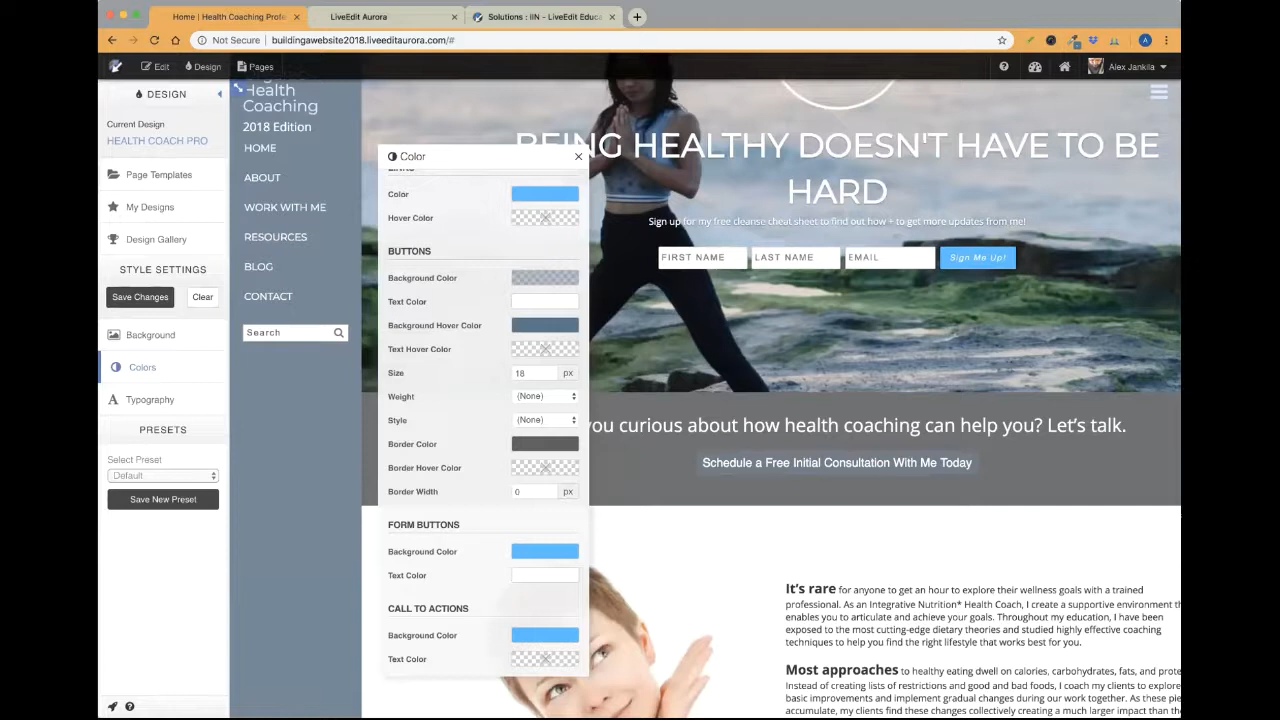 Home | Health Coaching Profe
LiveEdit Aurora
Solutions : IIN - LiveEdit Educa
Not Secure
buildingawebsite2018.liveeditaurora.com/#
Edit
Design
Pages
Alex Jankila
DESIGN
Current Design
HEALTH COACH PRO
Page Templates
My Designs
Design Gallery
STYLE SETTINGS
Save Changes
Clear
Background
Colors
Typography
PRESETS
Select Preset
Default
Save New Preset
Health
Coaching
2018 Edition
HOME
ABOUT
WORK WITH ME
RESOURCES
BLOG
CONTACT
Search
Color
LINKS
Color
Hover Color
BUTTONS
Background Color
Text Color
Background Hover Color
Text Hover Color
Size
18
px
Weight
(None)
Style
(None)
Border Color
Border Hover Color
Border Width
0
px
FORM BUTTONS
Background Color
Text Color
CALL TO ACTIONS
Background Color
Text Color
BEING HEALTHY DOESN'T HAVE TO BE
HARD
Sign up for my free cleanse cheat sheet to find out how + to get more updates from me!
FIRST NAME
LAST NAME
EMAIL
Sign Me Up!
you curious about how health coaching can help you? Let's talk.
Schedule a Free Initial Consultation With Me Today
It's rare for anyone to get an hour to explore their wellness goals with a trained
professional. As an Integrative Nutrition* Health Coach, I create a supportive environment th
enables you to articulate and achieve your goals. Throughout my education, I have
been exposed to the most cutting-edge dietary theories and studied highly effective coaching
techniques to help you find the right lifestyle that works best for you.
Most approaches to healthy eating dwell on calories, carbohydrates, fats, and prote
Instead of creating lists of restrictions and good and bad foods, I coach my clients to explore
basic improvements and implement gradual changes during our work together. As these piec
accumulate, my clients find these changes collectively creating a much larger impact than the